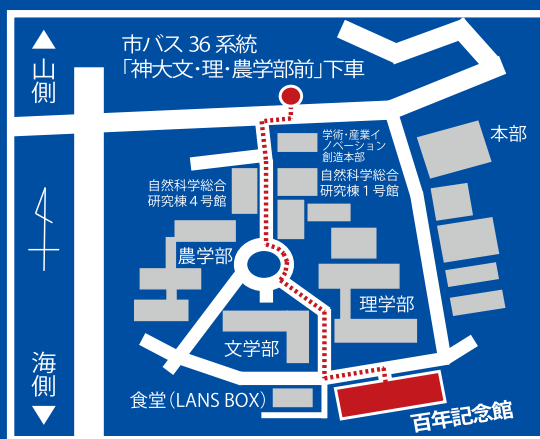 山側
市バス 36 系統
「神大文・理・農学部前」下車
学術・産業イ
ノベーション
創造本部
本部
自然科学総合
研究棟4号館
自然科学総合
研究棟1号館
農学部
理学部
文学部
海側
食堂(LANS BOX)
百年記念館